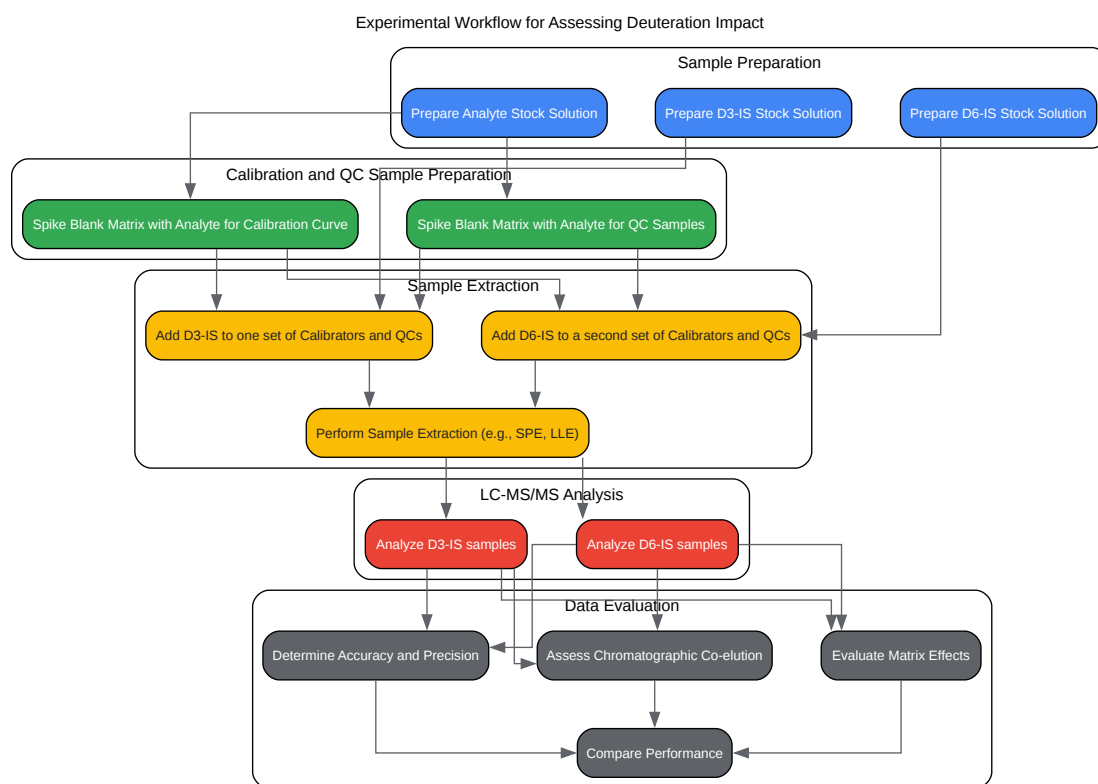 Experimental Workflow for Assessing Deuteration Impact
Sample Preparation
Prepare Analyte Stock Solution
Prepare D3-IS Stock Solution
Prepare D6-IS Stock Solution
Calibration and QC Sample Preparation
Spike Blank Matrix with Analyte for Calibration Curve
Spike Blank Matrix with Analyte for QC Samples
Sample Extraction
Add D3-IS to one set of Calibrators and QCs
Add D6-IS to a second set of Calibrators and QCs
Perform Sample Extraction (e.g., SPE, LLE)
LC-MS/MS Analysis
Analyze D3-IS samples
Analyze D6-IS samples
Data Evaluation
Determine Accuracy and Precision
Assess Chromatographic Co-elution
Evaluate Matrix Effects
Compare Performance